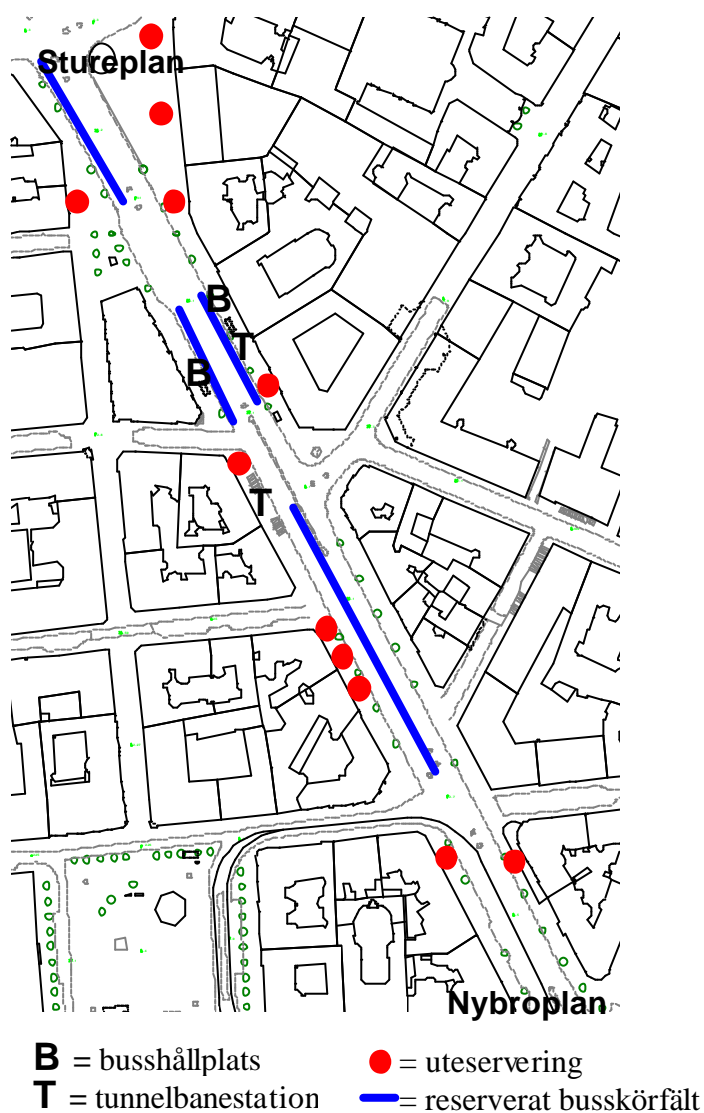 Stureplan
B
T
B
T
Nybroplan
B = busshållplats
= uteservering
T = tunnelbanestation
= reserverat busskörfält